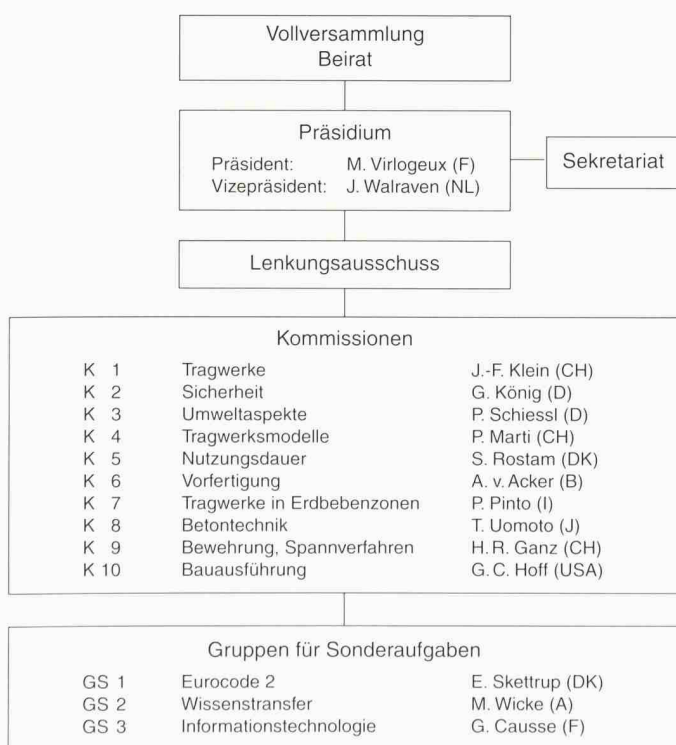 Vollversammlung
Beirat
Präsidium
Präsident: M. Virlogeux (F)
Vizepräsident: J. Walraven (NL)
Sekretariat
Lenkungsausschuss
Kommissionen
K 1 Tragwerke J.-F. Klein (CH)
K 2 Sicherheit G. König (D)
K 3 Umweltaspekte P. Schiessl (D)
K 4 Tragwerksmodelle P. Marti (CH)
K 5 Nutzungsdauer S. Rostam (DK)
K 6 Vorfertigung A. v. Acker (B)
K 7 Tragwerke in Erdbebenzonen P. Pinto (I)
K 8 Betontechnik T. Uomoto (J)
K 9 Bewehrung, Spannverfahren H. R. Ganz (CH)
K 10 Bauausführung G. C. Hoff (USA)
Gruppen für Sonderaufgaben
GS 1 Eurocode 2 E. Skettrup (DK)
GS 2 Wissenstransfer M. Wicke (A)
GS 3 Informationstechnologie G. Causse (F)